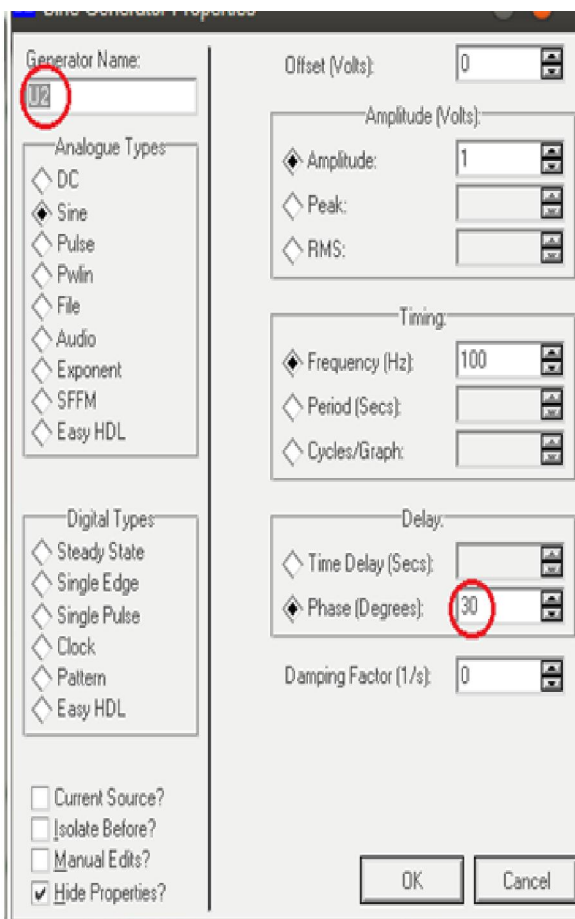 Sine Generator Properties
Generator Name:
U2
Analogue Types
DC
Sine
Pulse
Pwlin
File
Audio
Exponent
SFFM
Easy HDL
Digital Types
Steady State
Single Edge
Single Pulse
Clock
Pattern
Easy HDL
Current Source?
Isolate Before?
Manual Edits?
Hide Properties?
Offset (Volts): 0
Amplitude (Volts):
Amplitude: 1
Peak:
RMS:
Timing:
Frequency (Hz): 100
Period (Secs):
Cycles/Graph:
Delay:
Time Delay (Secs):
Phase (Degrees): 30
Damping Factor (1/s): 0
OK Cancel